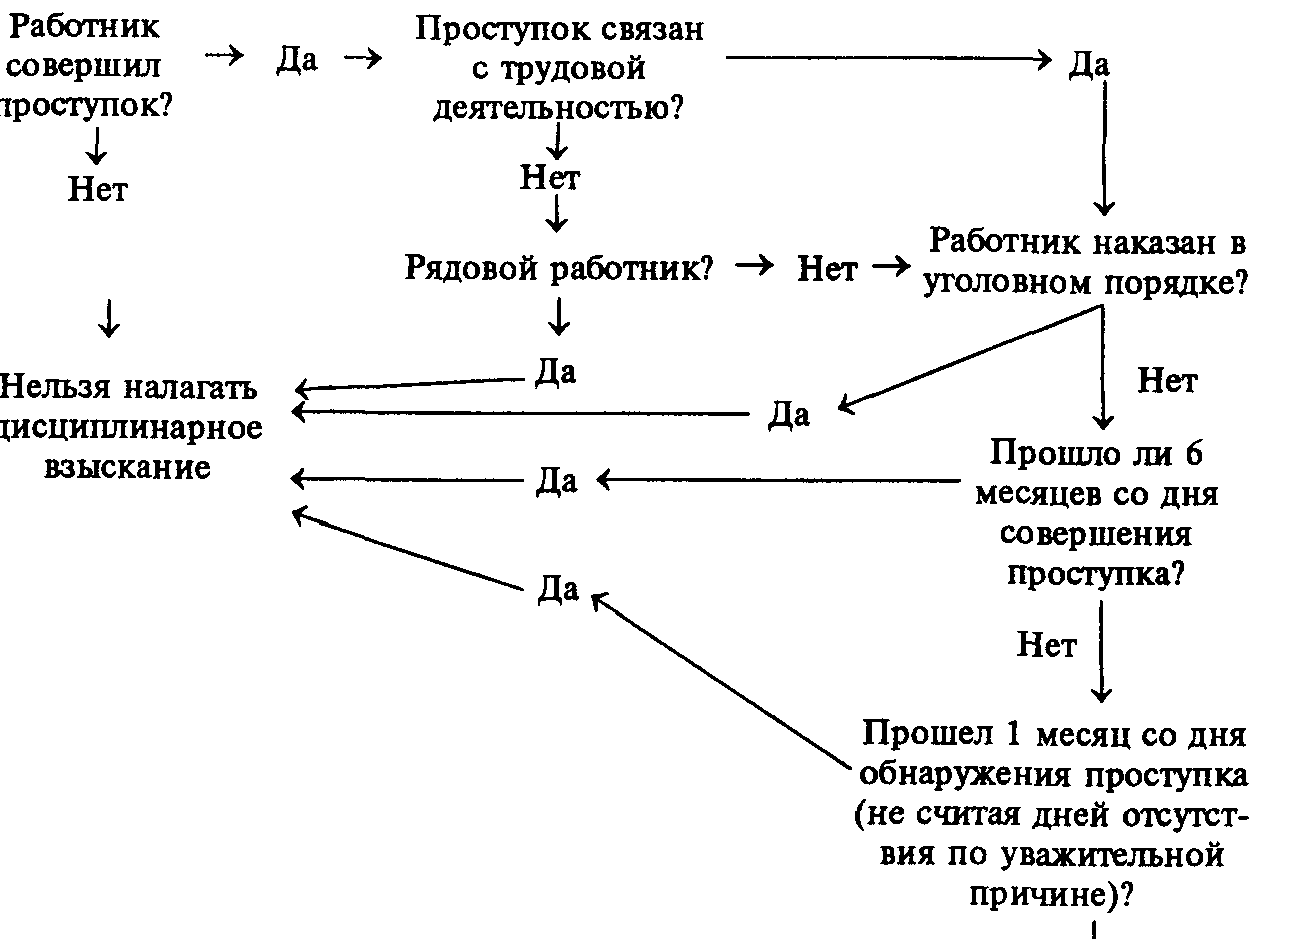 Работник
совершил
проступок?
Да
Проступок связан
с трудовой
деятельностью?
Да
Нет
Нет
Рядовой работник?
Нет
Работник наказан в
уголовном порядке?
Да
Нет
Нельзя налагать
дисциплинарное
взыскание
Да
Прошло ли 6
месяцев со дня
совершения
проступка?
Да
Да
Нет
Прошел 1 месяц со дня
обнаружения проступка
(не считая дней отсутст-
вия по уважительной
причине)?